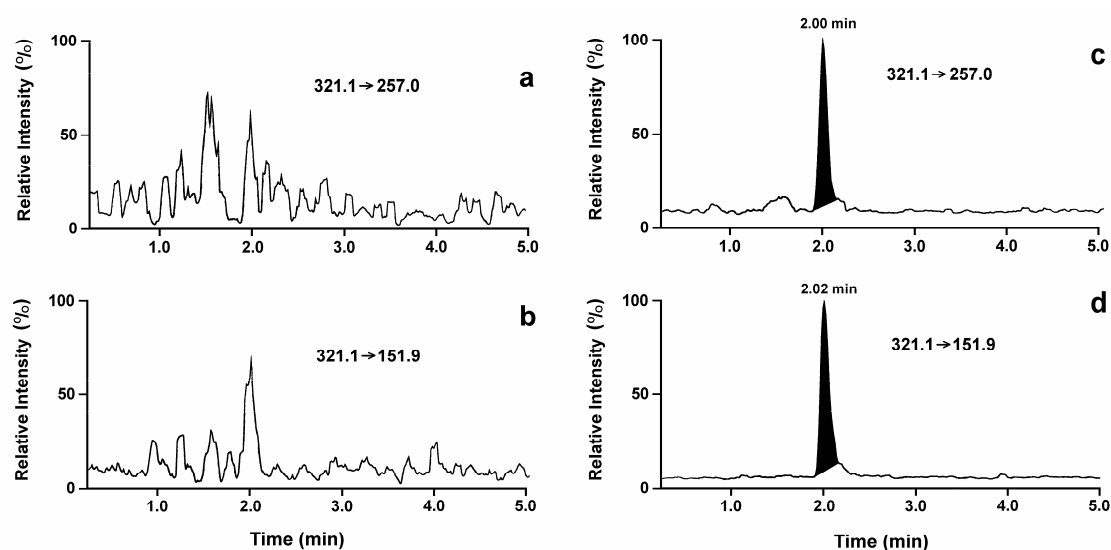 100
50
0
Relative Intensity (%)
321.1→257.0
a
1.0 2.0 3.0 4.0 5.0
100
50
0
Relative Intensity (%)
321.1→151.9
b
1.0 2.0 3.0 4.0 5.0
Time (min)
2.00 min
100
50
0
Relative Intensity (%)
321.1→257.0
c
1.0 2.0 3.0 4.0 5.0
2.02 min
100
50
0
Relative Intensity (%)
321.1→151.9
d
1.0 2.0 3.0 4.0 5.0
Time (min)